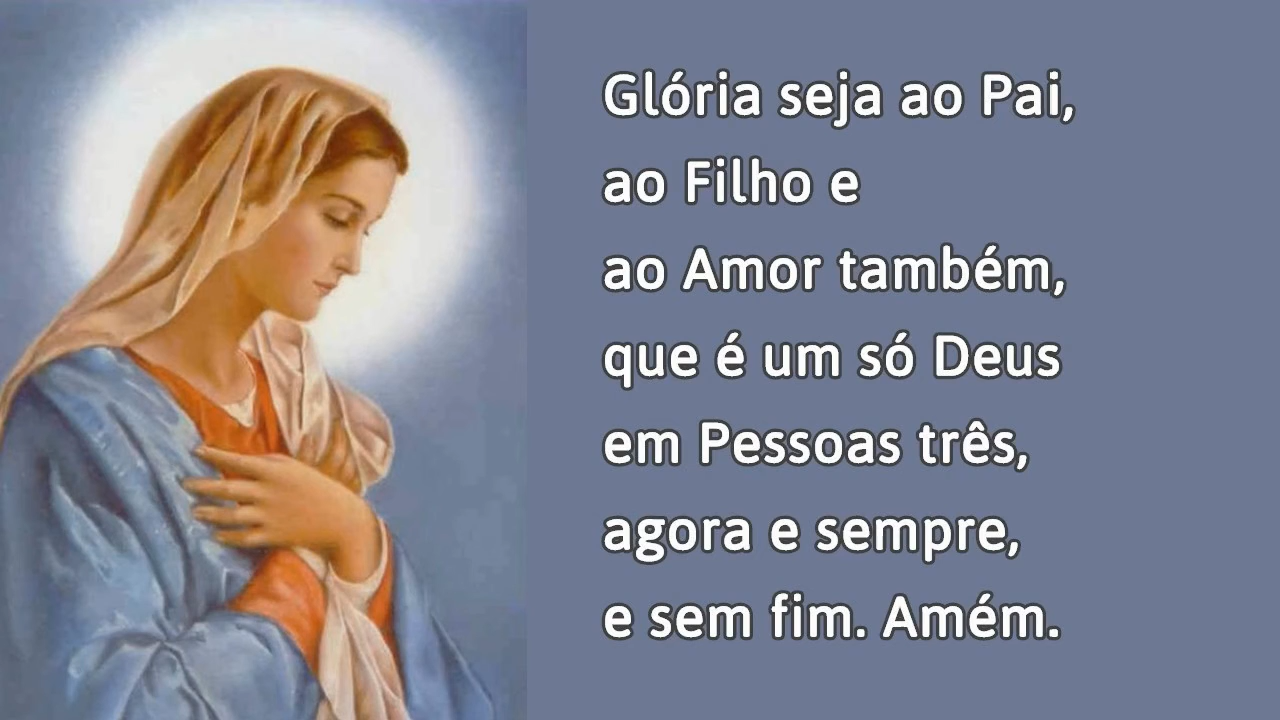 Glória seja ao Pai,
ao Filho e
ao Amor também,
que é um só Deus
em Pessoas três,
agora e sempre,
e sem fim. Amém.